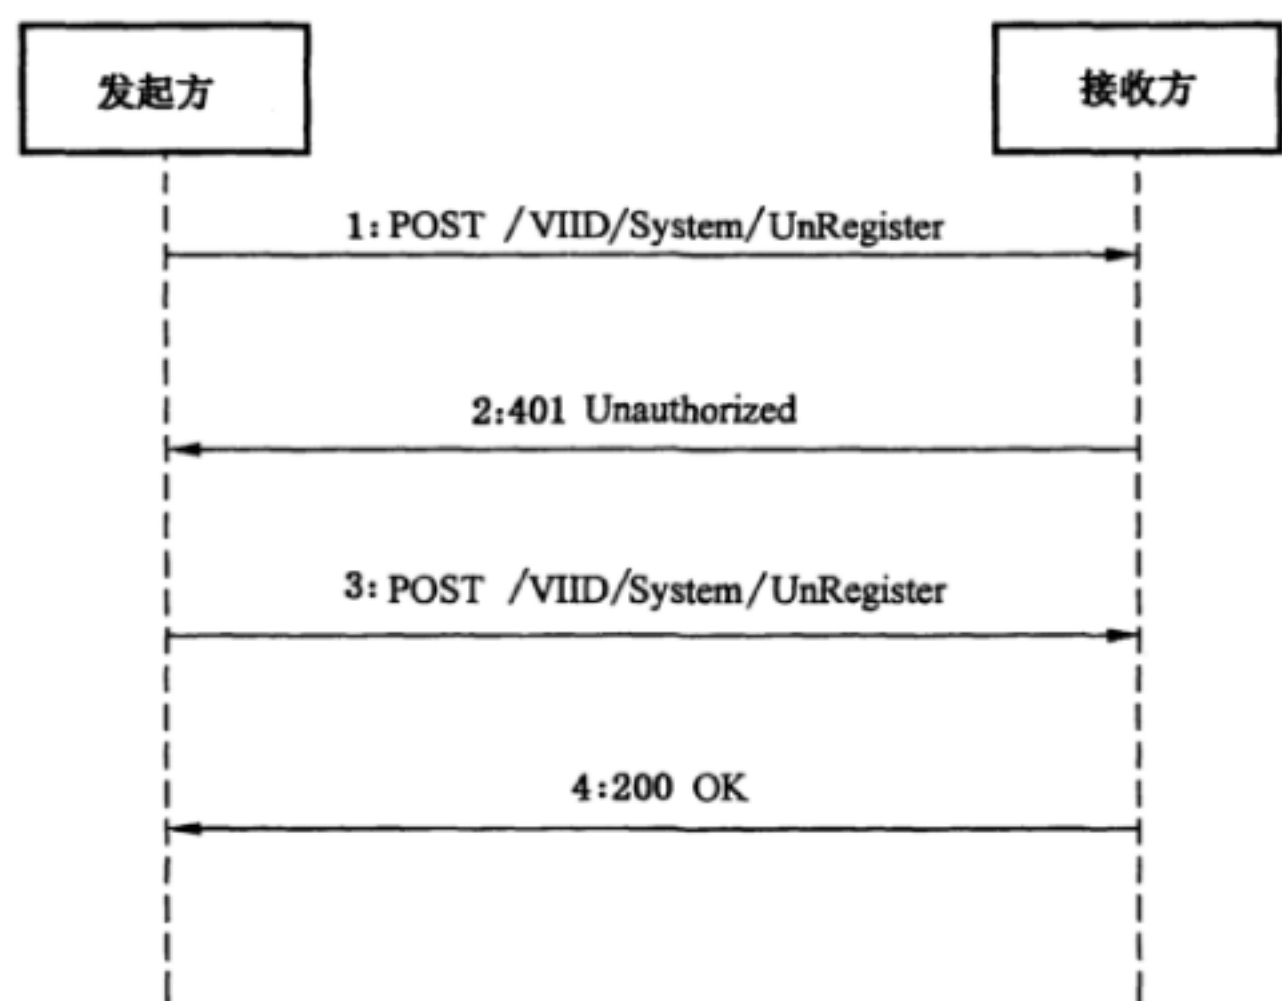 发起方
接收方
1:POST /VIID/System/UnRegister
2:401 Unauthorized
3:POST /VIID/System/UnRegister
4:200 OK